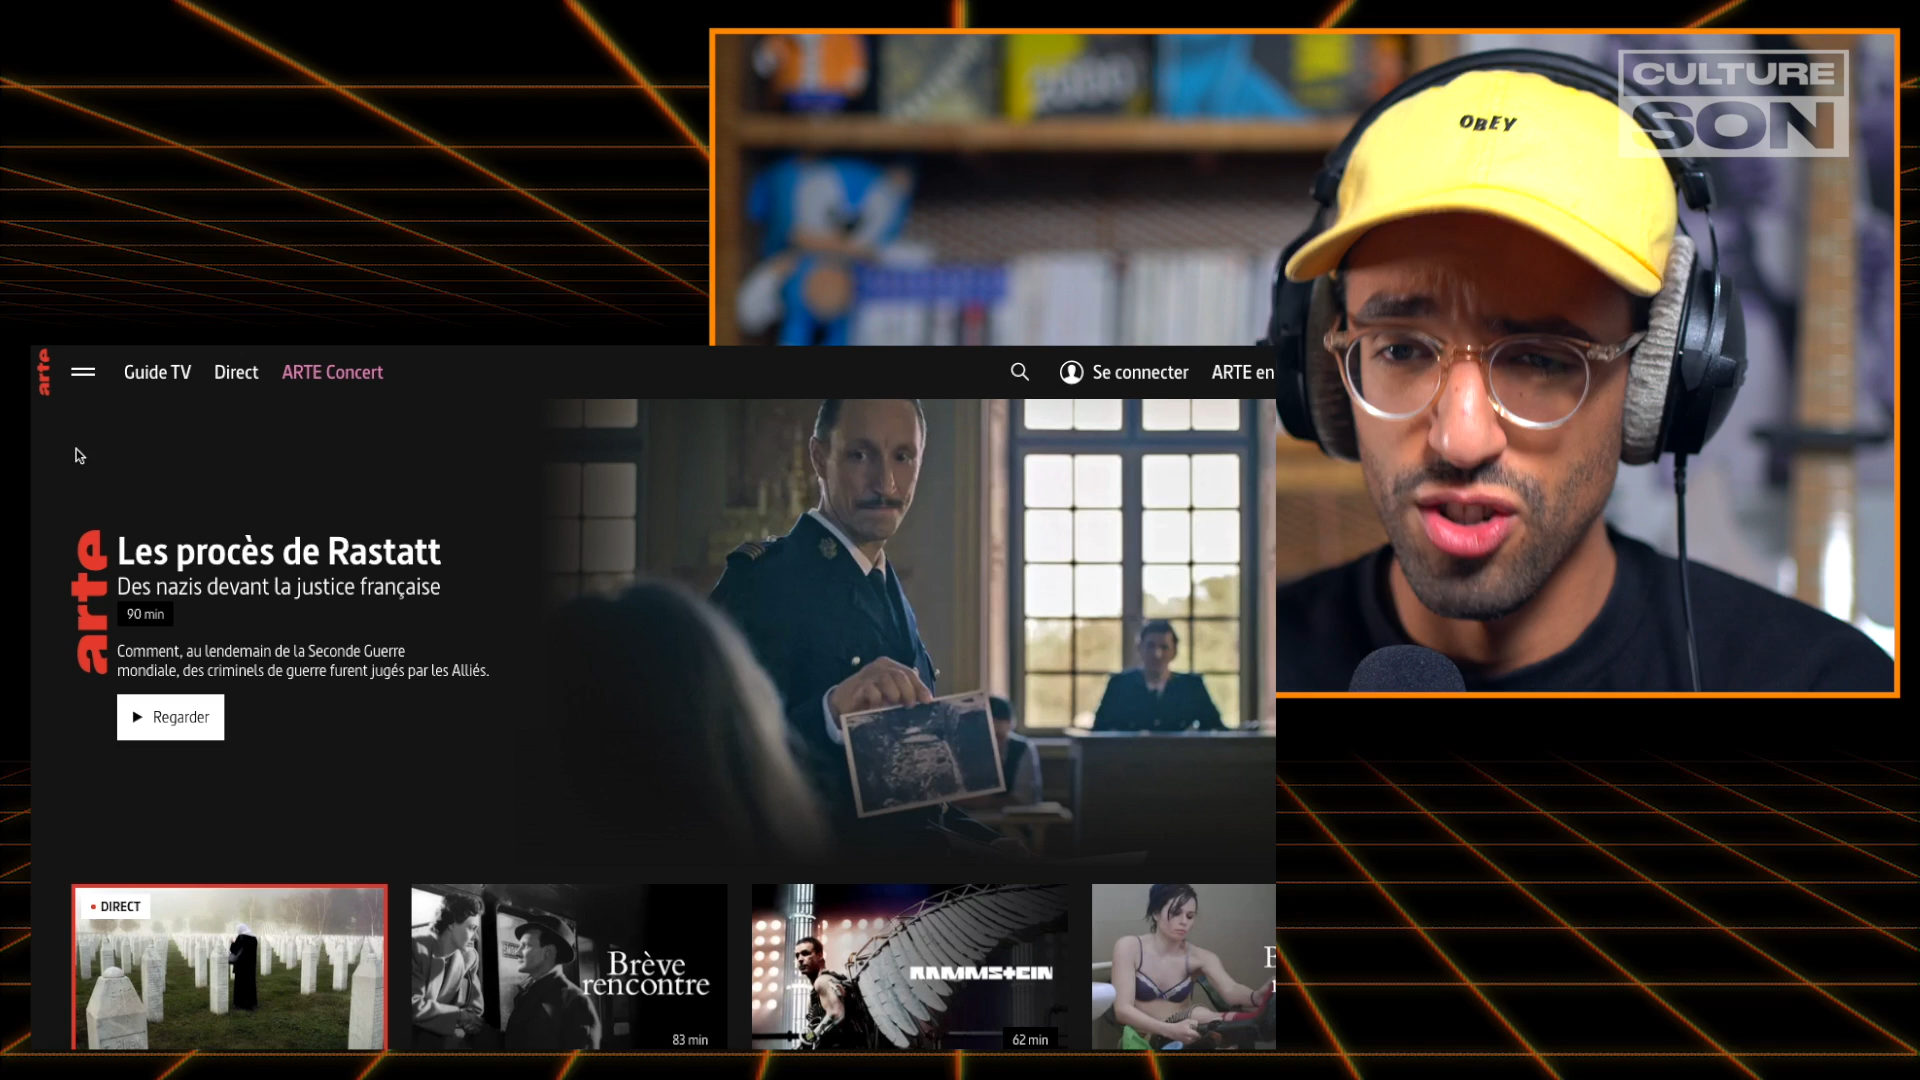 CULTURE
SON
OBEY
arte
Guide TV
Direct
ARTE Concert
Se connecter
ARTE en
arte
Les procès de Rastatt
Des nazis devant la justice française
90 min
Comment, au lendemain de la Seconde Guerre
mondiale, des criminels de guerre furent jugés par les Alliés.
Regarder
DIRECT
Brève
rencontre
83 min
RAMMSTEIN
62 min